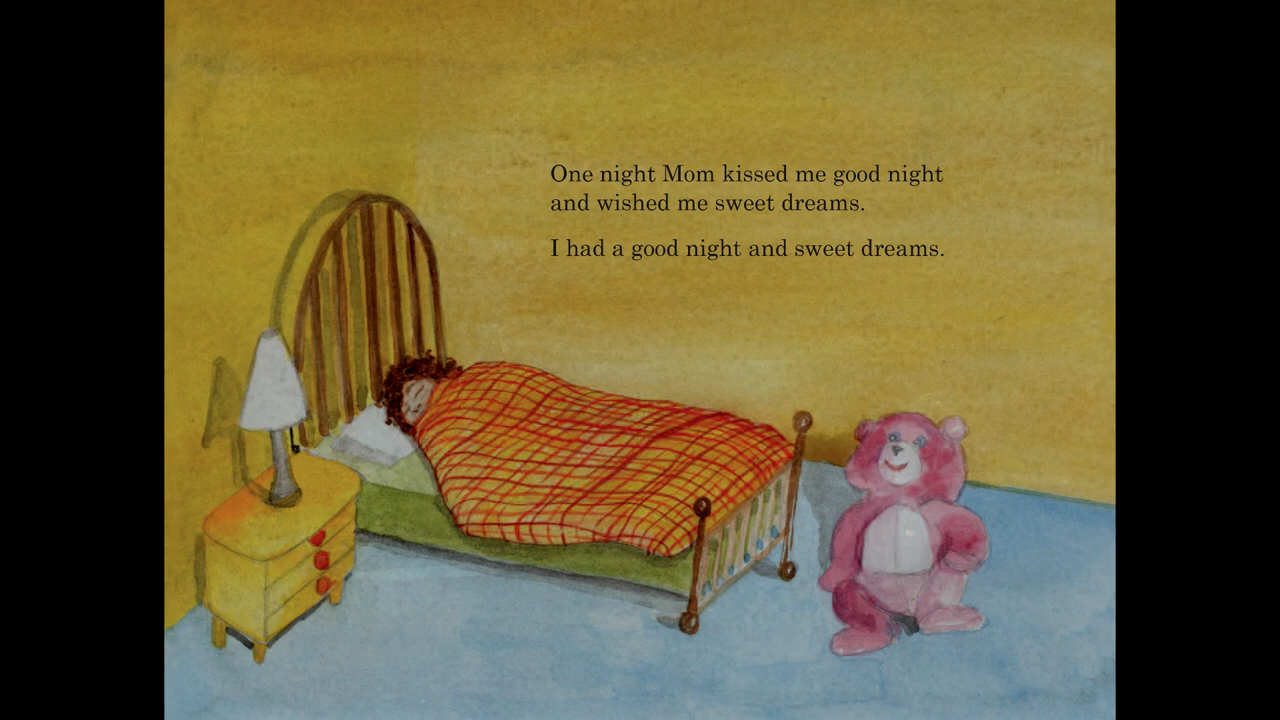 One night Mom kissed me good night
and wished me sweet dreams.
I had a good night and sweet dreams.